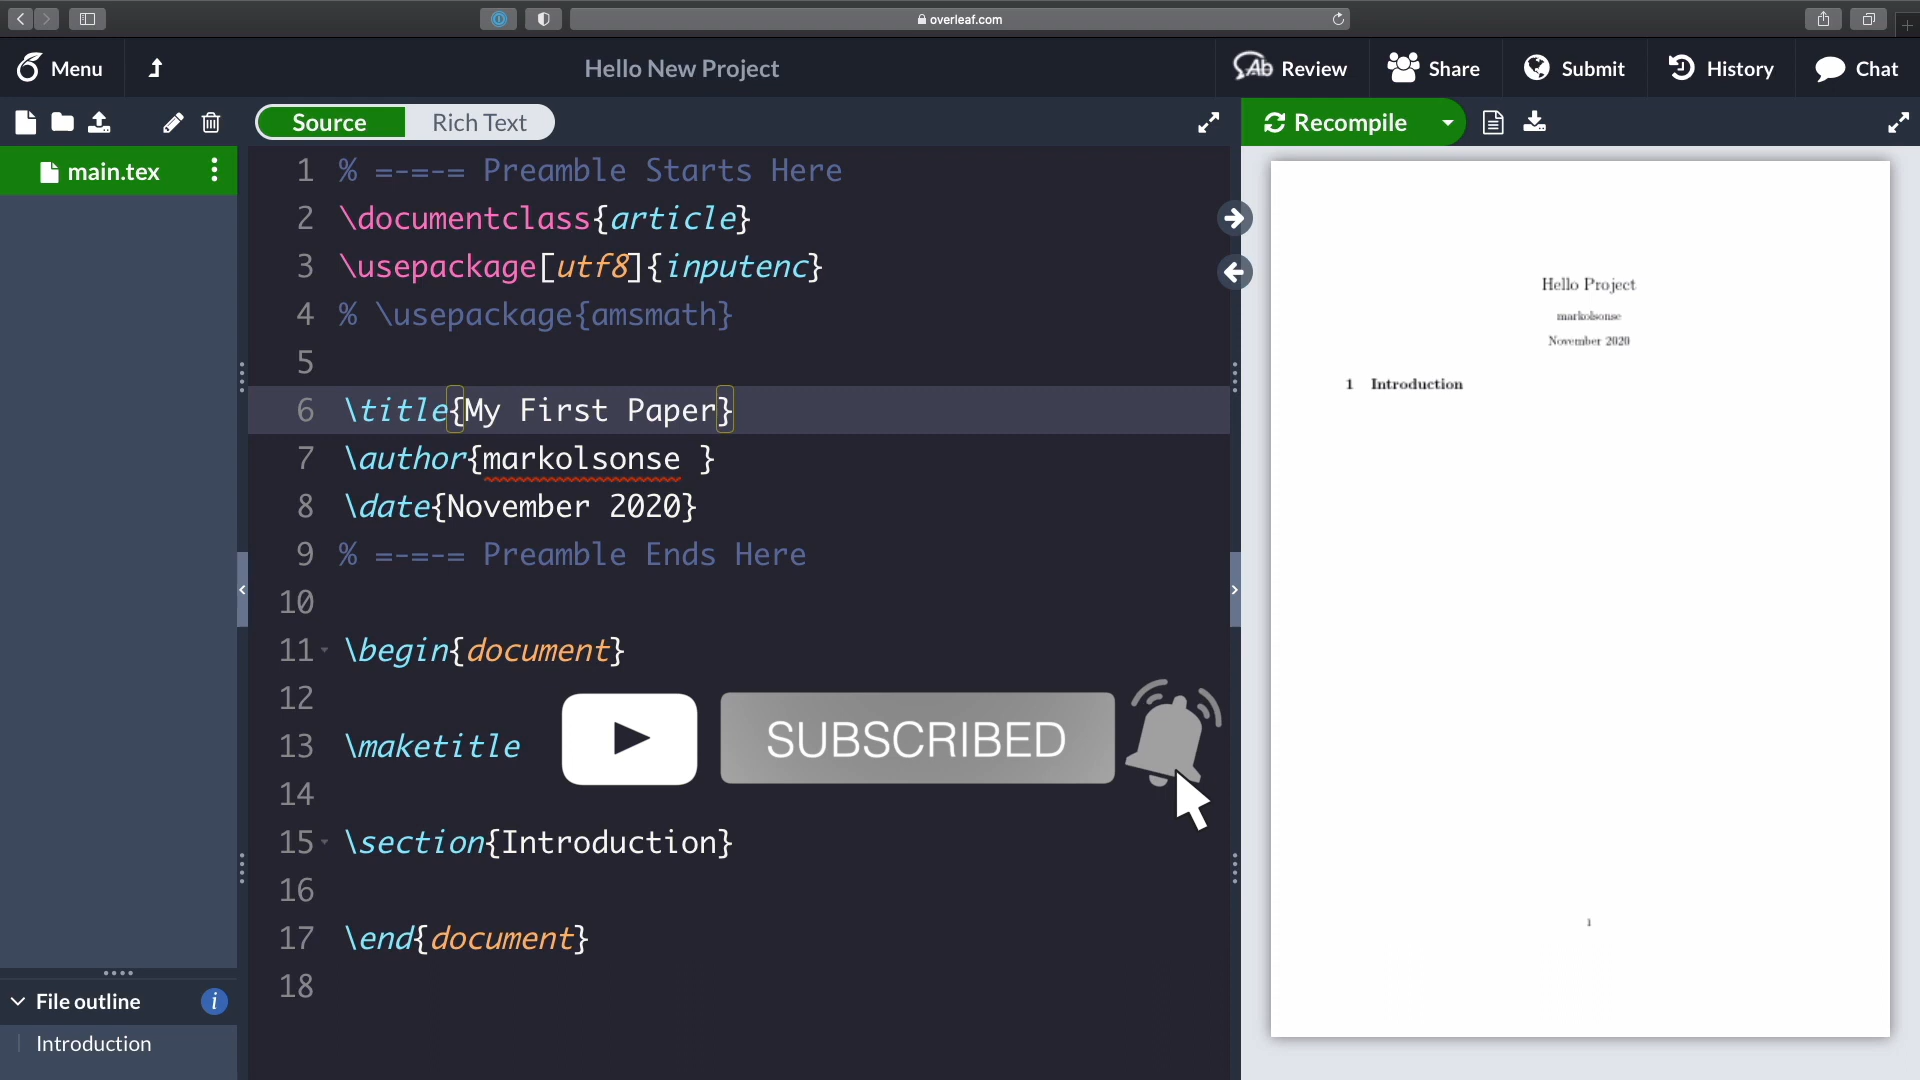 overleaf.com
Menu
Hello New Project
Ab Review
Share
Submit
History
Chat
Source
Rich Text
Recompile
main.tex
1 % =-=-= Preamble Starts Here
2 \documentclass{article}
3 \usepackage[utf8]{inputenc}
4 % \usepackage{amsmath}
5
6 \title{My First Paper}
7 \author{markolsonse }
8 \date{November 2020}
9 % =-=-= Preamble Ends Here
10
11 \begin{document}
12
13 \maketitle
14
15 \section{Introduction}
16
17 \end{document}
18
SUBSCRIBED
File outline
i
Introduction
Hello Project
markolsonse
November 2020
1 Introduction
1